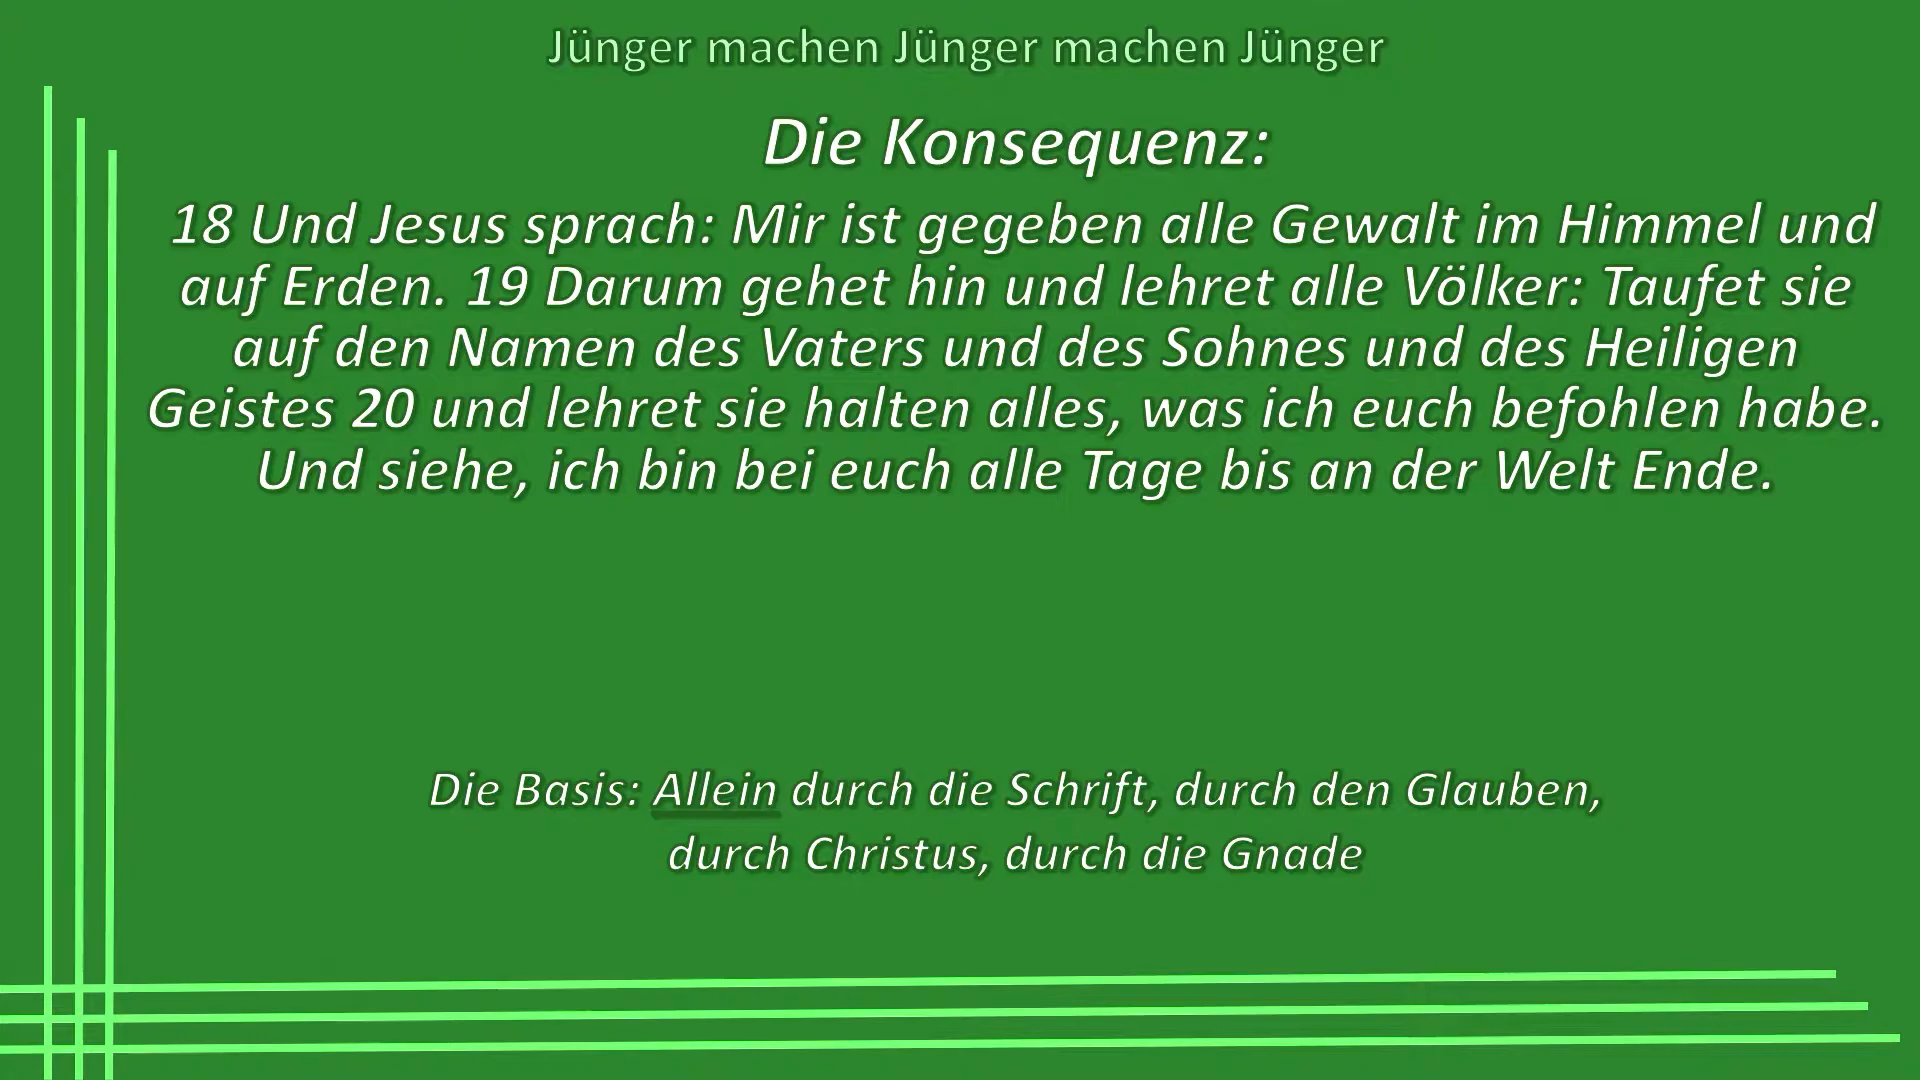 Jünger machen Jünger machen Jünger
Die Konsequenz:
18 Und Jesus sprach: Mir ist gegeben alle Gewalt im Himmel und
auf Erden. 19 Darum gehet hin und lehret alle Völker: Taufet sie
auf den Namen des Vaters und des Sohnes und des Heiligen
Geistes 20 und lehret sie halten alles, was ich euch befohlen habe.
Und siehe, ich bin bei euch alle Tage bis an der Welt Ende.
Die Basis: Allein durch die Schrift, durch den Glauben,
durch Christus, durch die Gnade